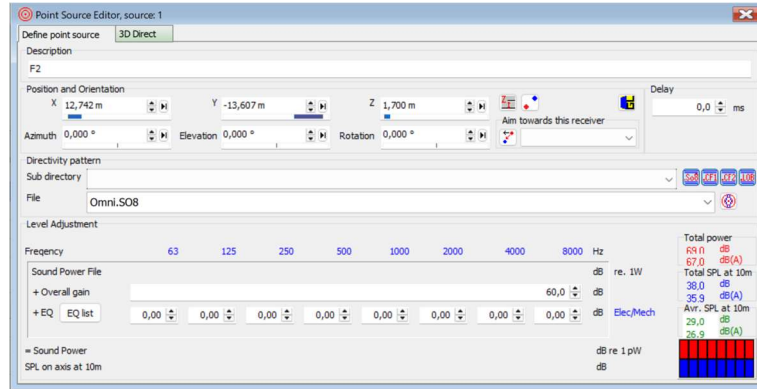 Point Source Editor, source: 1
Define point source 3D Direct
Description
F2
Position and Orientation
X 12,742 m Y -13,607 m Z 1,700 m
Delay
0,0 ms
Aim towards this receiver
Azimuth 0,000 ° Elevation 0,000 ° Rotation 0,000 °
Directivity pattern
Sub directory
.So8 .CF1 .CF2
File Omni.SO8
Level Adjustment
Freqency 63 125 250 500 1000 2000 4000 8000 Hz
Sound Power File dB re. 1W
+ Overall gain 60,0 dB
+ EQ EQ list 0,00 0,00 0,00 0,00 0,00 0,00 0,00 0,00 dB Elec/Mech
= Sound Power dB re 1 pW
SPL on axis at 10m dB
Total power
69,0 dB
67,0 dB(A)
Total SPL at 10m
38,0 dB
35,9 dB(A)
Avr. SPL at 10m
29,0 dB
26,9 dB(A)